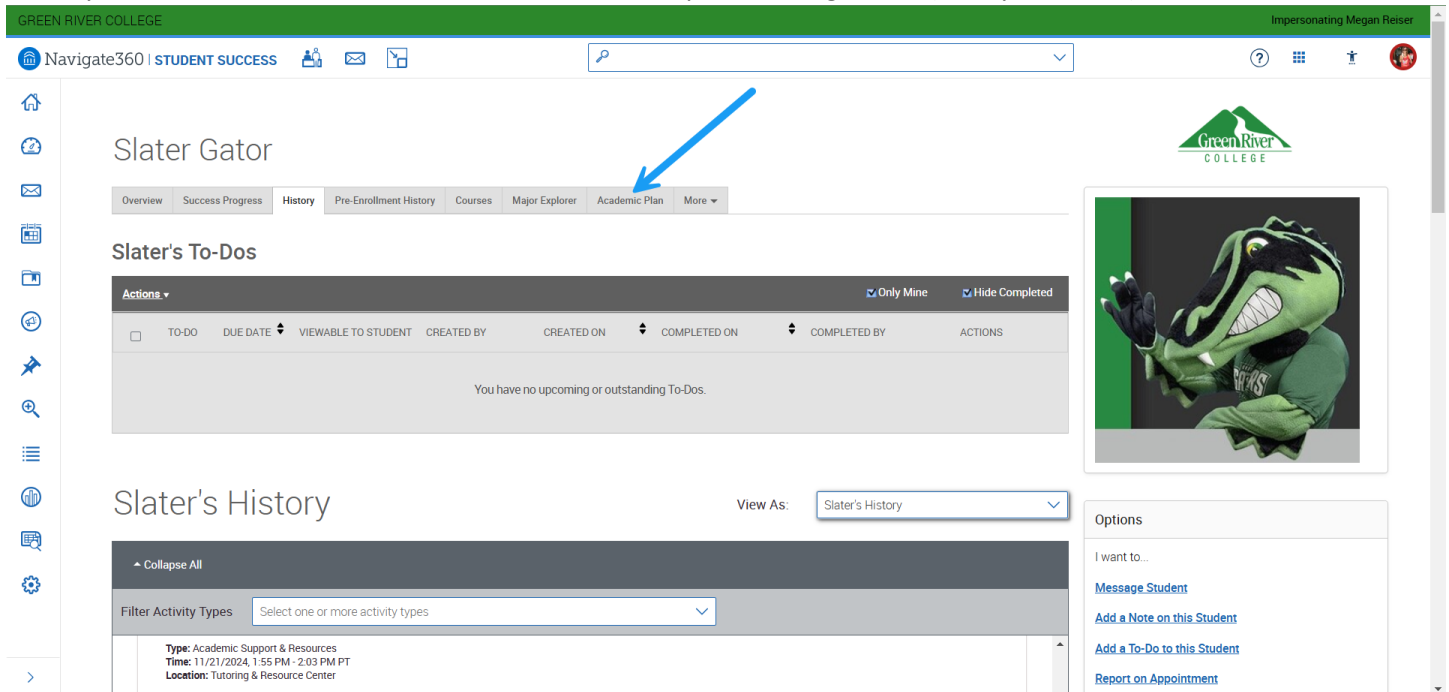 GREEN RIVER COLLEGE
Impersonating Megan Reiser
Navigate360 | STUDENT SUCCESS
Slater Gator
Green River
COLLEGE
Overview Success Progress History Pre-Enrollment History Courses Major Explorer Academic Plan More
Slater's To-Dos
Actions Only Mine Hide Completed
TO-DO DUE DATE VIEWABLE TO STUDENT CREATED BY CREATED ON COMPLETED ON COMPLETED BY ACTIONS
You have no upcoming or outstanding To-Dos.
Slater's History
View As: Slater's History
Collapse All
Filter Activity Types Select one or more activity types
Type: Academic Support & Resources
Time: 11/21/2024, 1:55 PM - 2:03 PM PT
Location: Tutoring & Resource Center
Options
I want to...
Message Student
Add a Note on this Student
Add a To-Do to this Student
Report on Appointment